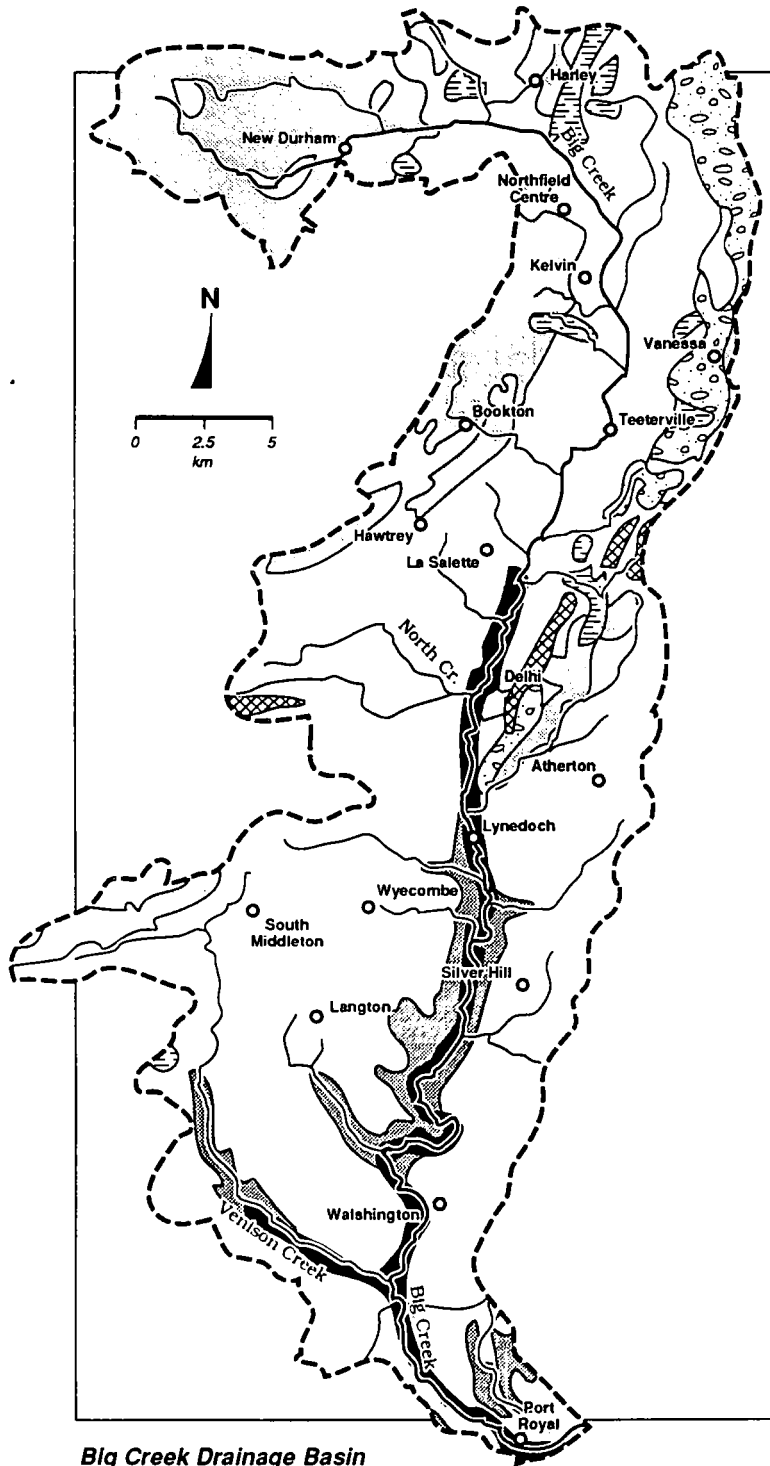 Harley
New Durham
Big Creek
Northfield
Centre
Kelvin
N
Vanessa
0 2.5 5
km
Bookton
Teeterville
Hawtrey
La Salette
North Cr.
Delhi
Atherton
Lynedoch
Wyecombe
South
Middleton
Silver Hill
Langton
Walshington
Venison Creek
Big Creek
Port
Royal
Big Creek Drainage Basin